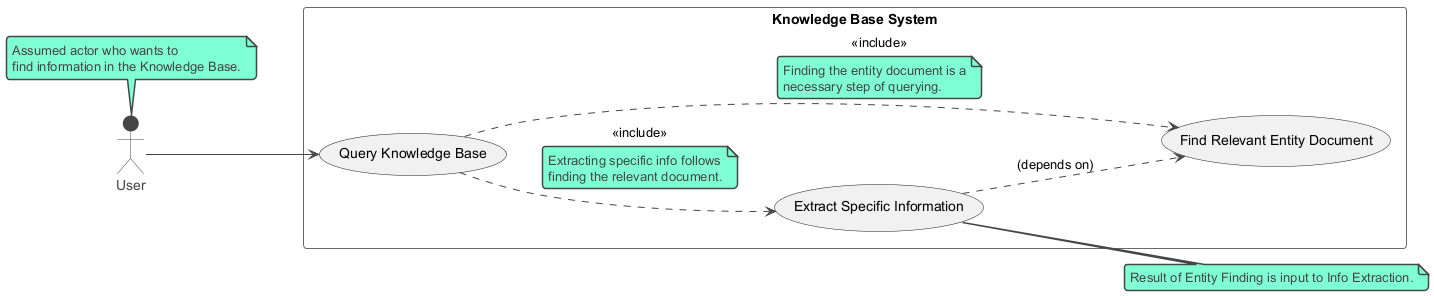 Knowledge Base System
Assumed actor who wants to
find information in the Knowledge Base.
User
«include»
Finding the entity document is a
necessary step of querying.
Query Knowledge Base
«include»
Extracting specific info follows
finding the relevant document.
Find Relevant Entity Document
(depends on)
Extract Specific Information
Result of Entity Finding is input to Info Extraction.